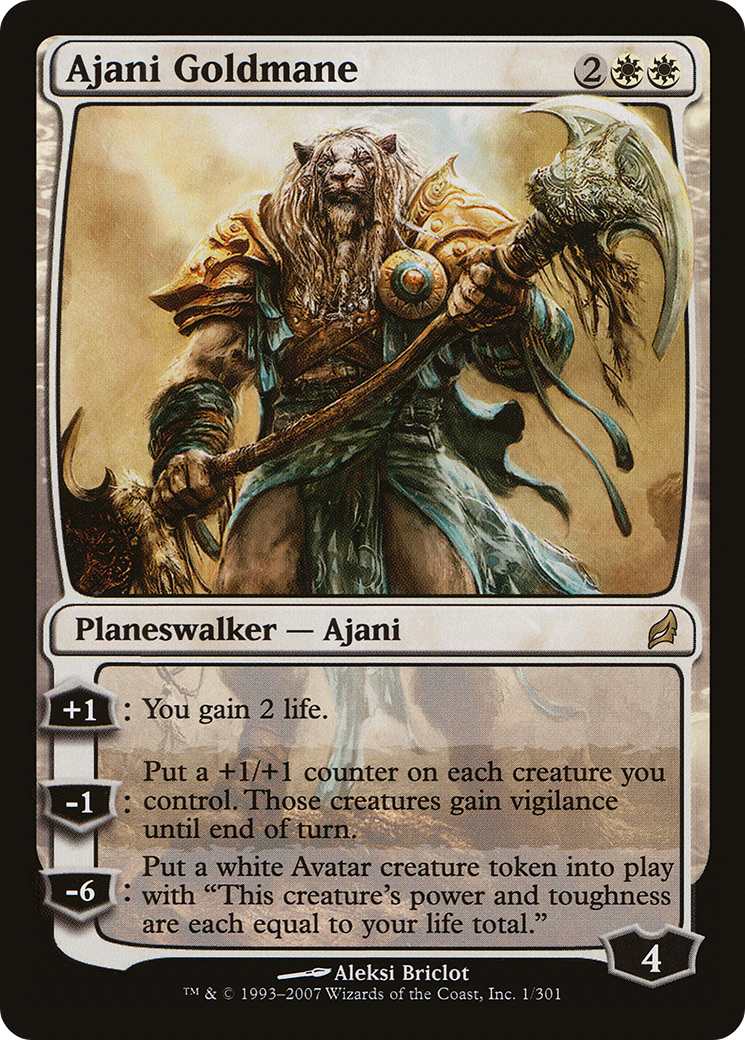 Ajani Goldmane 2
Planeswalker — Ajani
+1 : You gain 2 life.
Put a +1/+1 counter on each creature you
-1 : control. Those creatures gain vigilance
until end of turn.
Put a white Avatar creature token into play
-6 : with “This creature's power and toughness
are each equal to your life total.”
4
Aleksi Briclot
™ & © 1993–2007 Wizards of the Coast, Inc. 1/301